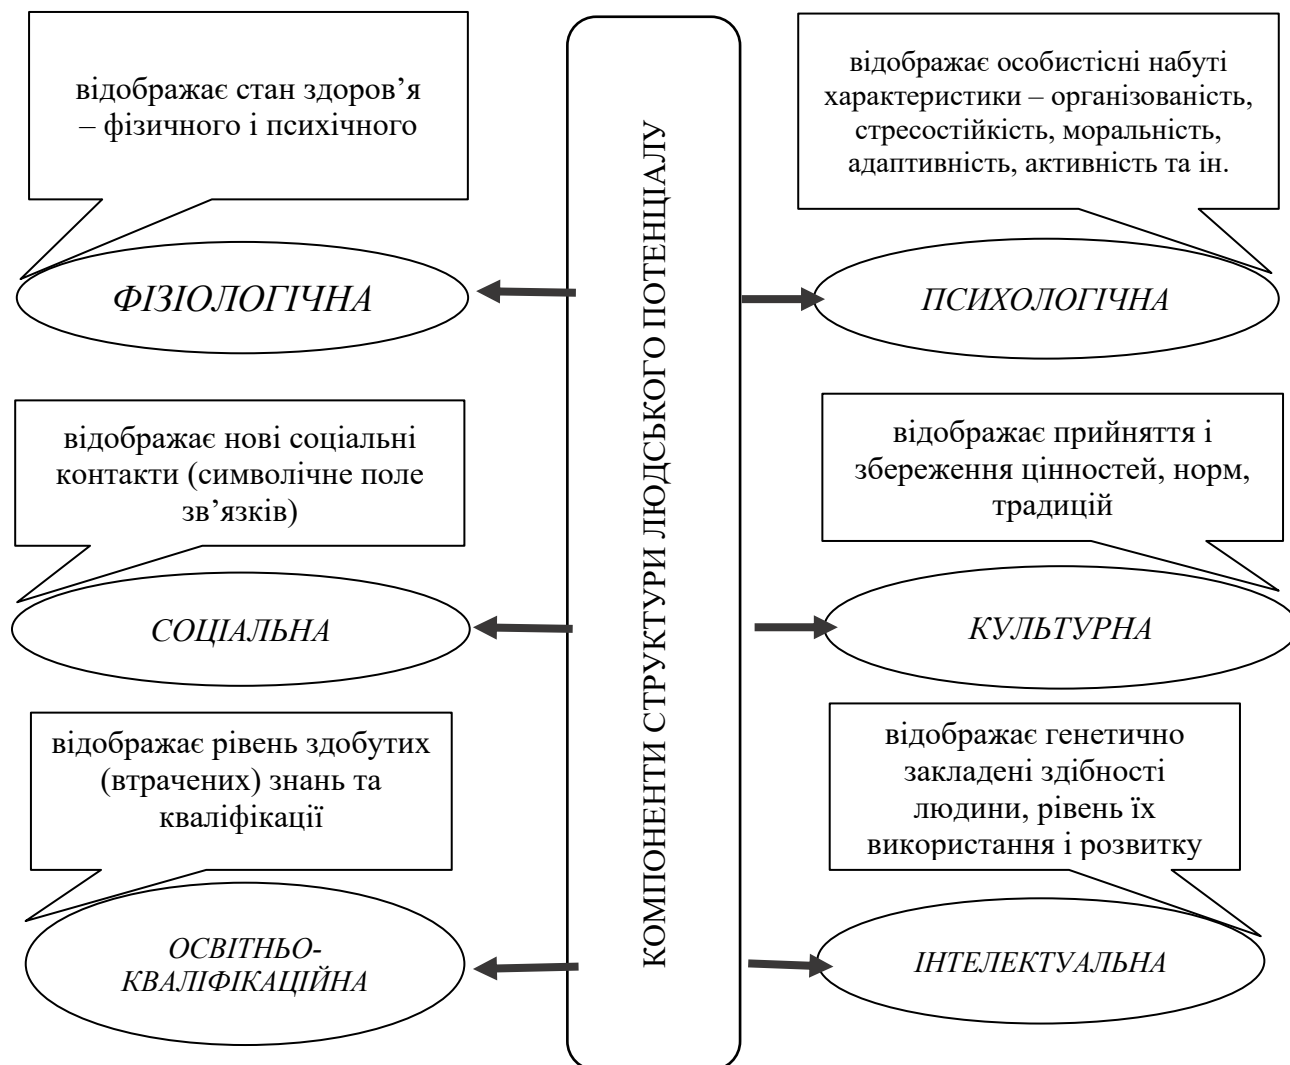 відображає стан здоров’я
– фізичного і психічного
ФІЗІОЛОГІЧНА
відображає нові соціальні
контакти (символічне поле
зв’язків)
СОЦІАЛЬНА
відображає рівень здобутих
(втрачених) знань та
кваліфікації
ОСВІТНЬО-
КВАЛІФІКАЦІЙНА
КОМПОНЕНТИ СТРУКТУРИ ЛЮДСЬКОГО ПОТЕНЦІАЛУ
відображає особистісні набуті
характеристики – організованість,
стресостійкість, моральність,
адаптивність, активність та ін.
ПСИХОЛОГІЧНА
відображає прийняття і
збереження цінностей, норм,
традицій
КУЛЬТУРНА
відображає генетично
закладені здібності
людини, рівень їх
використання і розвитку
ІНТЕЛЕКТУАЛЬНА